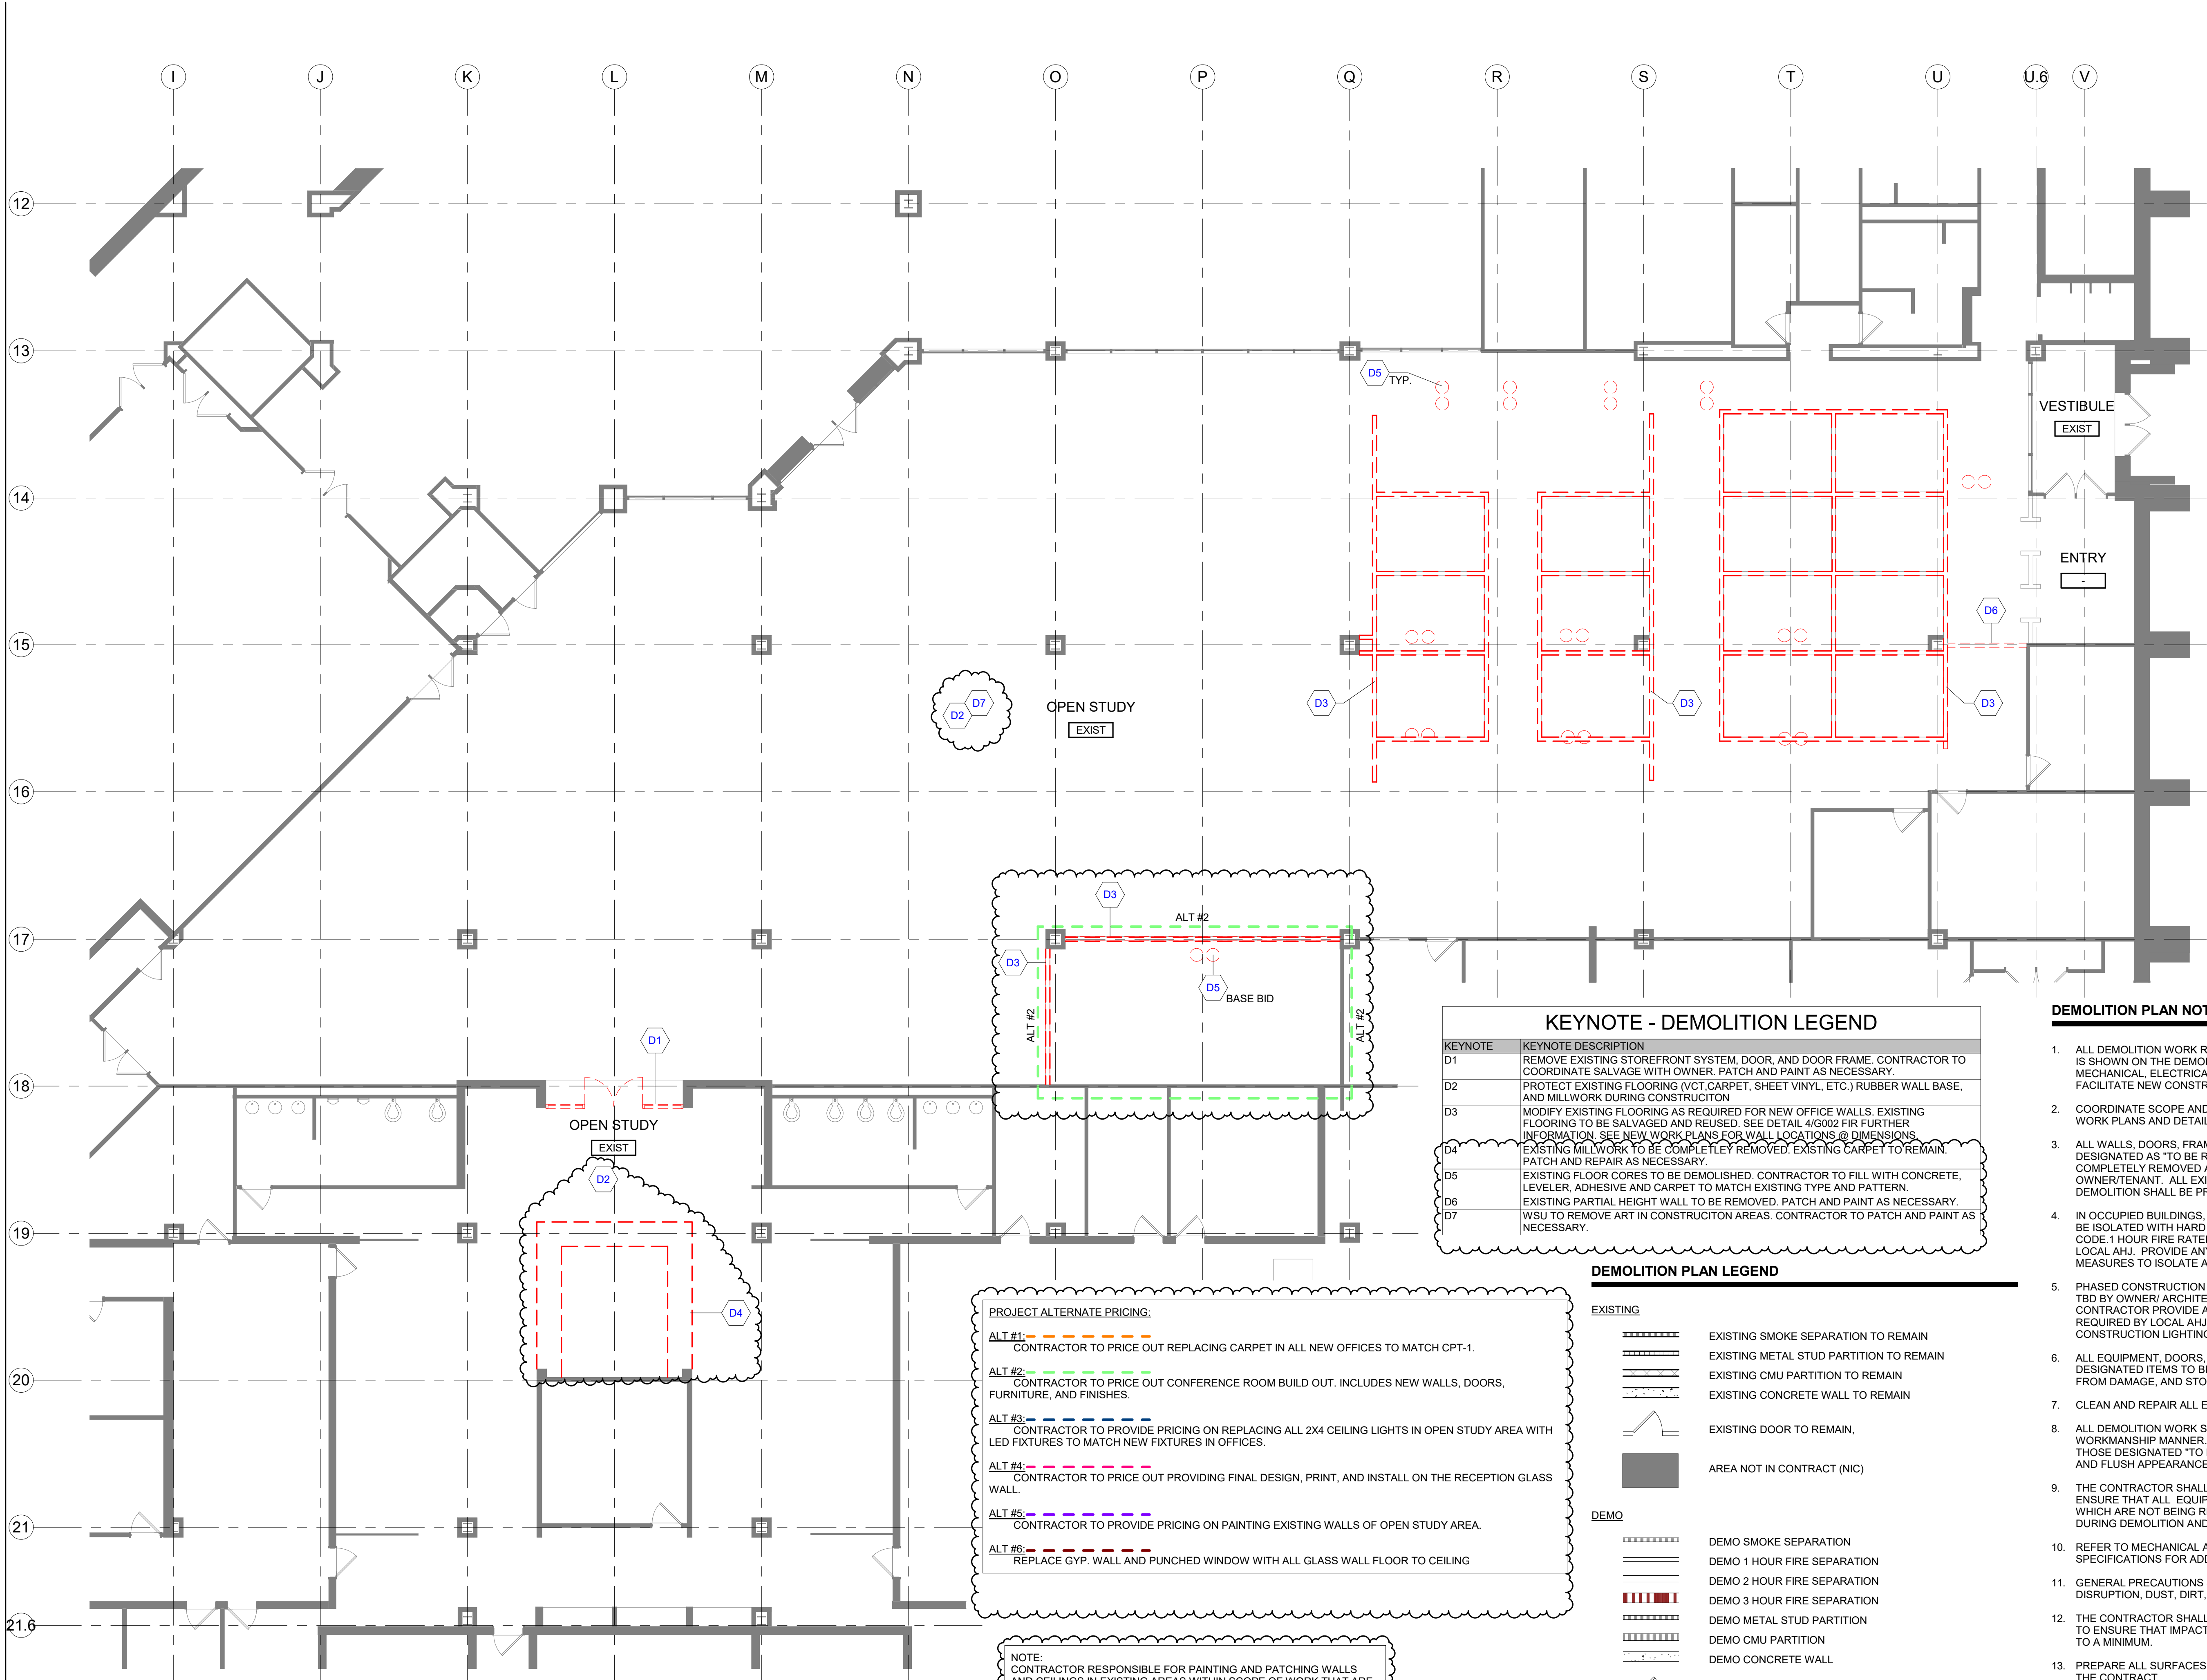 I J K L M N O P Q R S T U U.6 V
12
13
D5 TYP.
VESTIBULE
EXIST
14
ENTRY
-
D6
15
D7
D2
OPEN STUDY
EXIST
D3
D3
D3
16
D3
ALT #2
17
D3
D5 BASE BID
ALT #2
ALT #2
D1
18
OPEN STUDY
EXIST
D2
19
D4
20
21
21.6
KEYNOTE - DEMOLITION LEGEND
KEYNOTE KEYNOTE DESCRIPTION
D1 REMOVE EXISTING STOREFRONT SYSTEM, DOOR, AND DOOR FRAME. CONTRACTOR TO
COORDINATE SALVAGE WITH OWNER. PATCH AND PAINT AS NECESSARY.
D2 PROTECT EXISTING FLOORING (VCT,CARPET, SHEET VINYL, ETC.) RUBBER WALL BASE,
AND MILLWORK DURING CONSTRUCITON
D3 MODIFY EXISTING FLOORING AS REQUIRED FOR NEW OFFICE WALLS. EXISTING
FLOORING TO BE SALVAGED AND REUSED. SEE DETAIL 4/G002 FIR FURTHER
INFORMATION. SEE NEW WORK PLANS FOR WALL LOCATIONS @ DIMENSIONS.
D4 EXISTING MILLWORK TO BE COMPLETLEY REMOVED. EXISTING CARPET TO REMAIN.
PATCH AND REPAIR AS NECESSARY.
D5 EXISTING FLOOR CORES TO BE DEMOLISHED. CONTRACTOR TO FILL WITH CONCRETE,
LEVELER, ADHESIVE AND CARPET TO MATCH EXISTING TYPE AND PATTERN.
D6 EXISTING PARTIAL HEIGHT WALL TO BE REMOVED. PATCH AND PAINT AS NECESSARY.
D7 WSU TO REMOVE ART IN CONSTRUCITON AREAS. CONTRACTOR TO PATCH AND PAINT AS
NECESSARY.
PROJECT ALTERNATE PRICING:
ALT #1:
CONTRACTOR TO PRICE OUT REPLACING CARPET IN ALL NEW OFFICES TO MATCH CPT-1.
ALT #2:
CONTRACTOR TO PRICE OUT CONFERENCE ROOM BUILD OUT. INCLUDES NEW WALLS, DOORS,
FURNITURE, AND FINISHES.
ALT #3:
CONTRACTOR TO PROVIDE PRICING ON REPLACING ALL 2X4 CEILING LIGHTS IN OPEN STUDY AREA WITH
LED FIXTURES TO MATCH NEW FIXTURES IN OFFICES.
ALT #4:
CONTRACTOR TO PRICE OUT PROVIDING FINAL DESIGN, PRINT, AND INSTALL ON THE RECEPTION GLASS
WALL.
ALT #5:
CONTRACTOR TO PROVIDE PRICING ON PAINTING EXISTING WALLS OF OPEN STUDY AREA.
ALT #6:
REPLACE GYP. WALL AND PUNCHED WINDOW WITH ALL GLASS WALL FLOOR TO CEILING
NOTE:
CONTRACTOR RESPONSIBLE FOR PAINTING AND PATCHING WALLS
AND CEILINGS IN EXISTING AREAS WITHIN SCOPE OF WORK THAT ARE
DEMOLITION PLAN LEGEND
EXISTING
EXISTING SMOKE SEPARATION TO REMAIN
EXISTING METAL STUD PARTITION TO REMAIN
EXISTING CMU PARTITION TO REMAIN
EXISTING CONCRETE WALL TO REMAIN
EXISTING DOOR TO REMAIN,
AREA NOT IN CONTRACT (NIC)
DEMO
DEMO SMOKE SEPARATION
DEMO 1 HOUR FIRE SEPARATION
DEMO 2 HOUR FIRE SEPARATION
DEMO 3 HOUR FIRE SEPARATION
DEMO METAL STUD PARTITION
DEMO CMU PARTITION
DEMO CONCRETE WALL
DEMOLITION PLAN NOT
1. ALL DEMOLITION WORK R
IS SHOWN ON THE DEMO
MECHANICAL, ELECTRICA
FACILITATE NEW CONSTR
2. COORDINATE SCOPE AND
WORK PLANS AND DETAIL
3. ALL WALLS, DOORS, FRAM
DESIGNATED AS "TO BE R
COMPLETELY REMOVED A
OWNER/TENANT. ALL EXI
DEMOLITION SHALL BE PR
4. IN OCCUPIED BUILDINGS,
BE ISOLATED WITH HARD
CODE.1 HOUR FIRE RATE
LOCAL AHJ. PROVIDE AN
MEASURES TO ISOLATE A
5. PHASED CONSTRUCTION
TBD BY OWNER/ ARCHITE
CONTRACTOR PROVIDE A
REQUIRED BY LOCAL AHJ
CONSTRUCTION LIGHTING
6. ALL EQUIPMENT, DOORS,
DESIGNATED ITEMS TO BE
FROM DAMAGE, AND STO
7. CLEAN AND REPAIR ALL E
8. ALL DEMOLITION WORK S
WORKMANSHIP MANNER.
THOSE DESIGNATED "TO
AND FLUSH APPEARANCE
9. THE CONTRACTOR SHALL
ENSURE THAT ALL EQUIP
WHICH ARE NOT BEING R
DURING DEMOLITION AND
10. REFER TO MECHANICAL A
SPECIFICATIONS FOR ADD
11. GENERAL PRECAUTIONS
DISRUPTION, DUST, DIRT,
12. THE CONTRACTOR SHALL
TO ENSURE THAT IMPACT
TO A MINIMUM.
13. PREPARE ALL SURFACES
THE CONTRACT